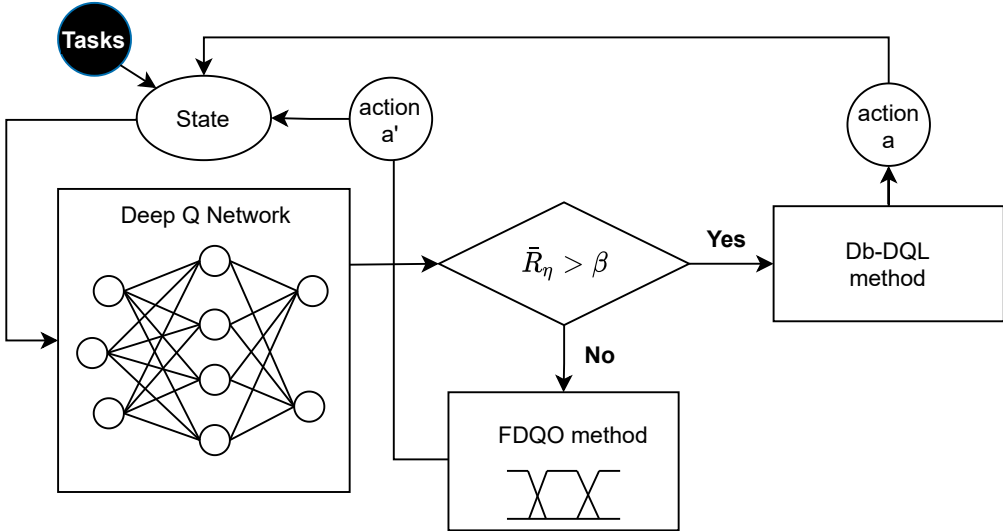 Tasks
State
action
a'
action
a
Deep Q Network
R̄η > β
Yes
Db-DQL
method
No
FDQO method